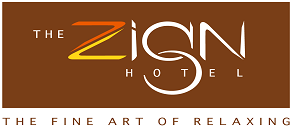 THE ZiGN
HOTEL
THE FINE ART OF RELAXING